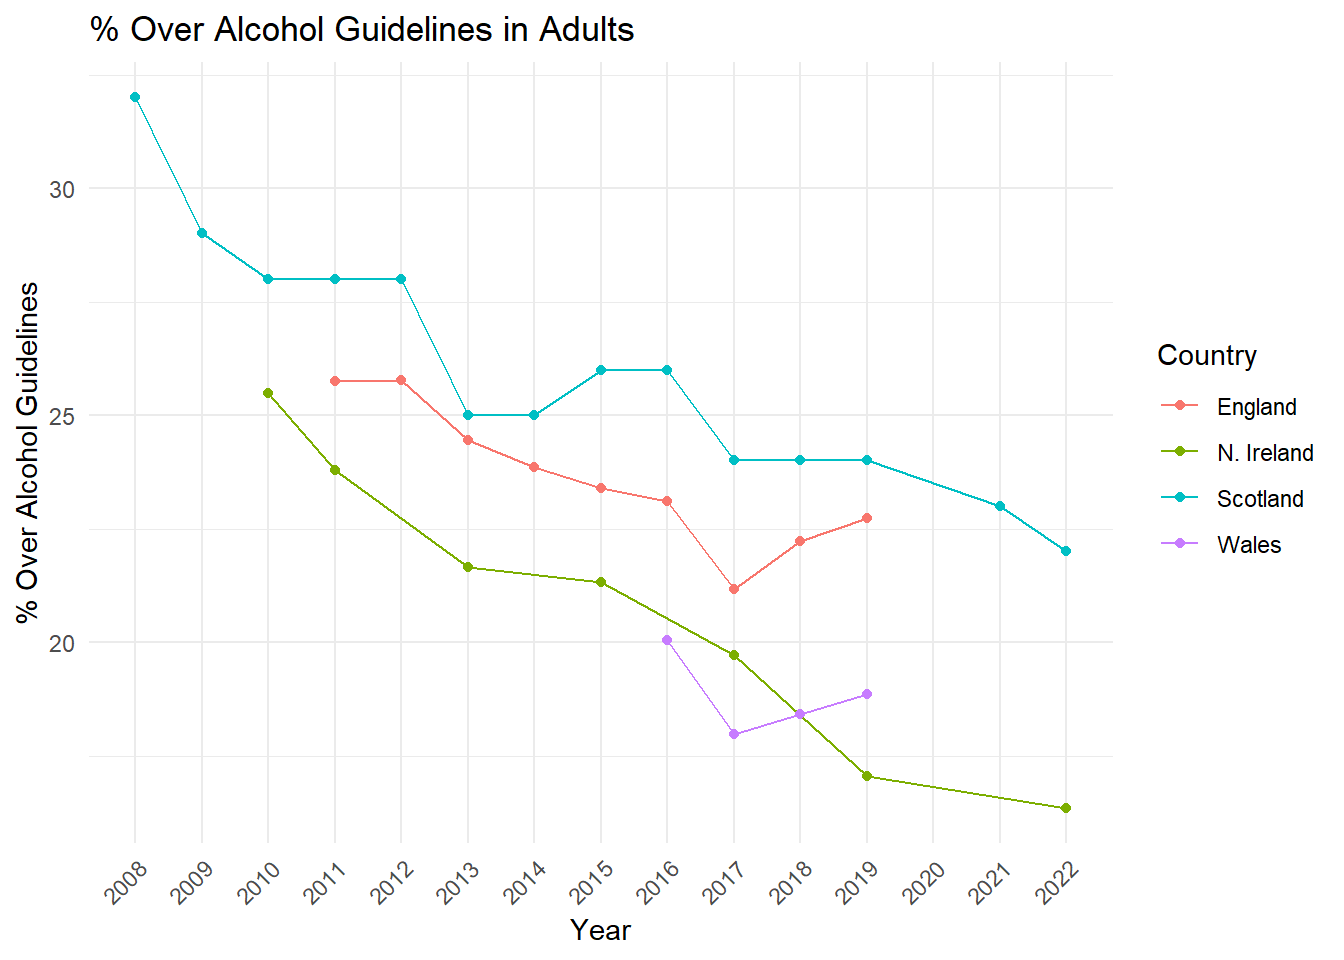 % Over Alcohol Guidelines in Adults
% Over Alcohol Guidelines
30
25
20
2008
2009
2010
2011
2012
2013
2014
2015
2016
2017
2018
2019
2020
2021
2022
Year
Country
England
N. Ireland
Scotland
Wales